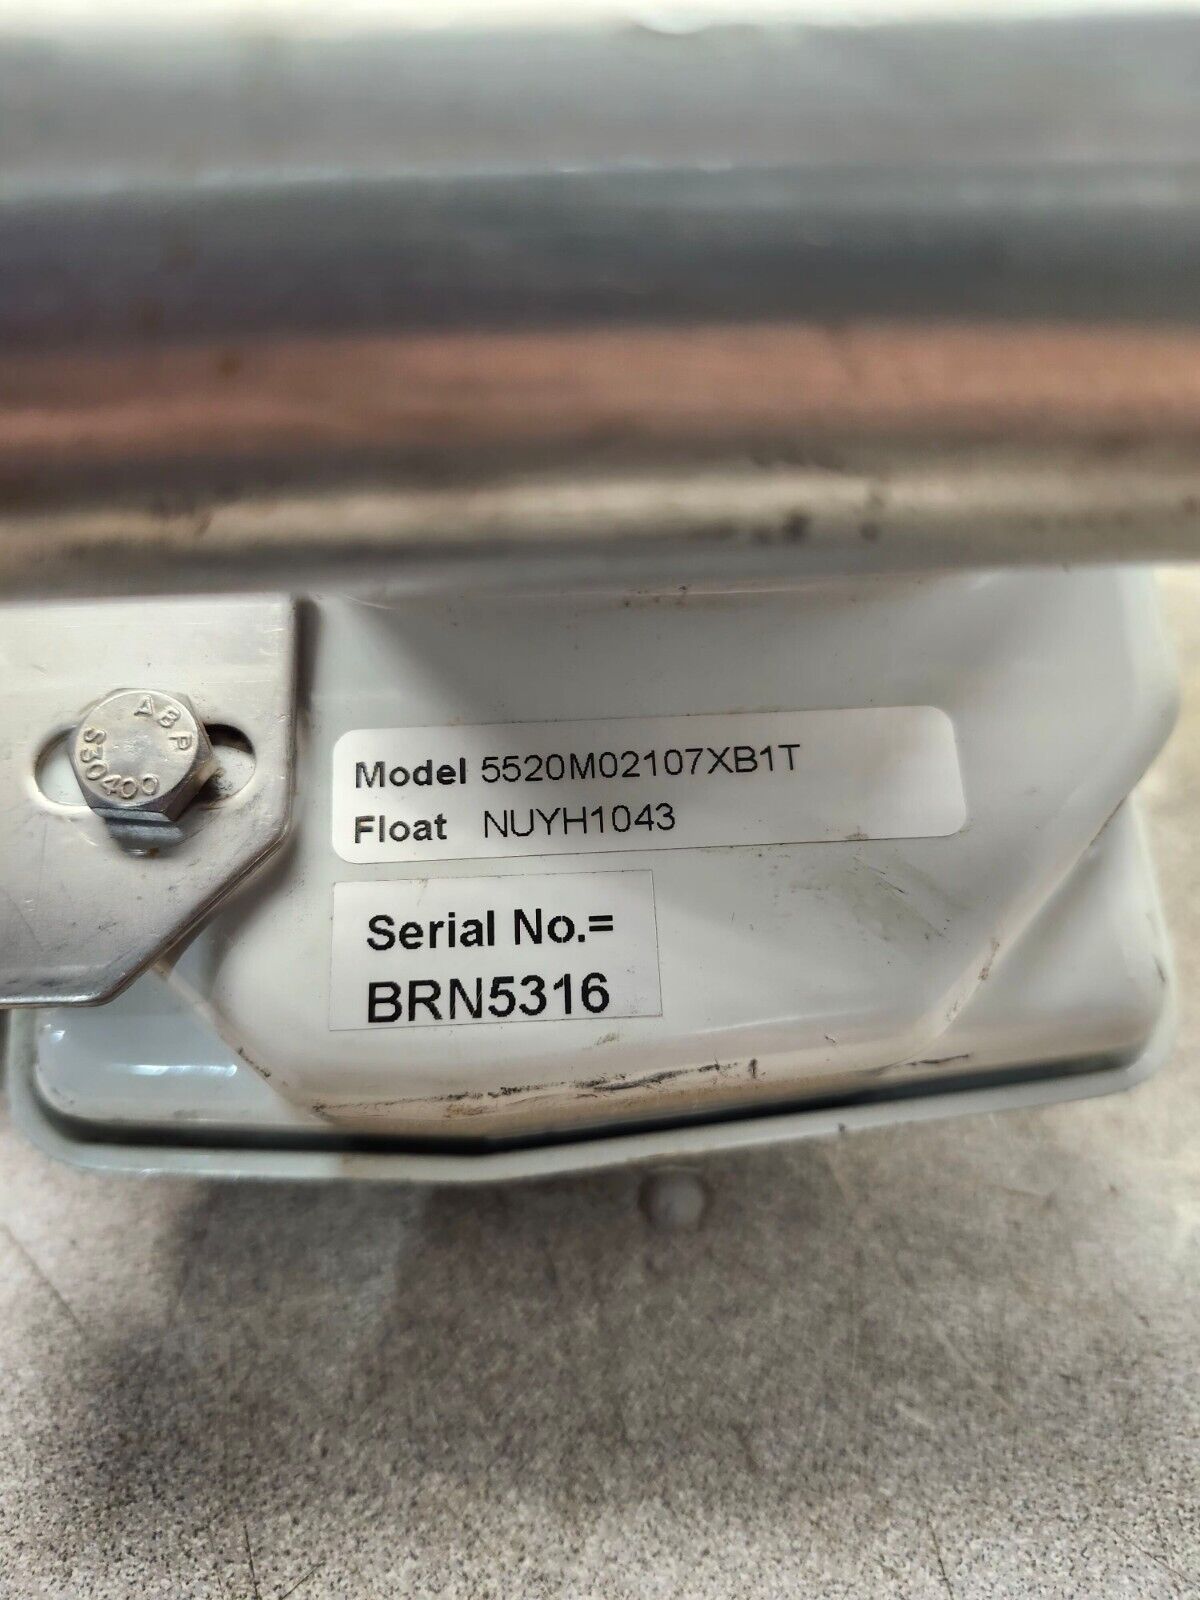 ABP
S30400
Model 5520M02107XB1T
Float NUYH1043
Serial No.=
BRN5316